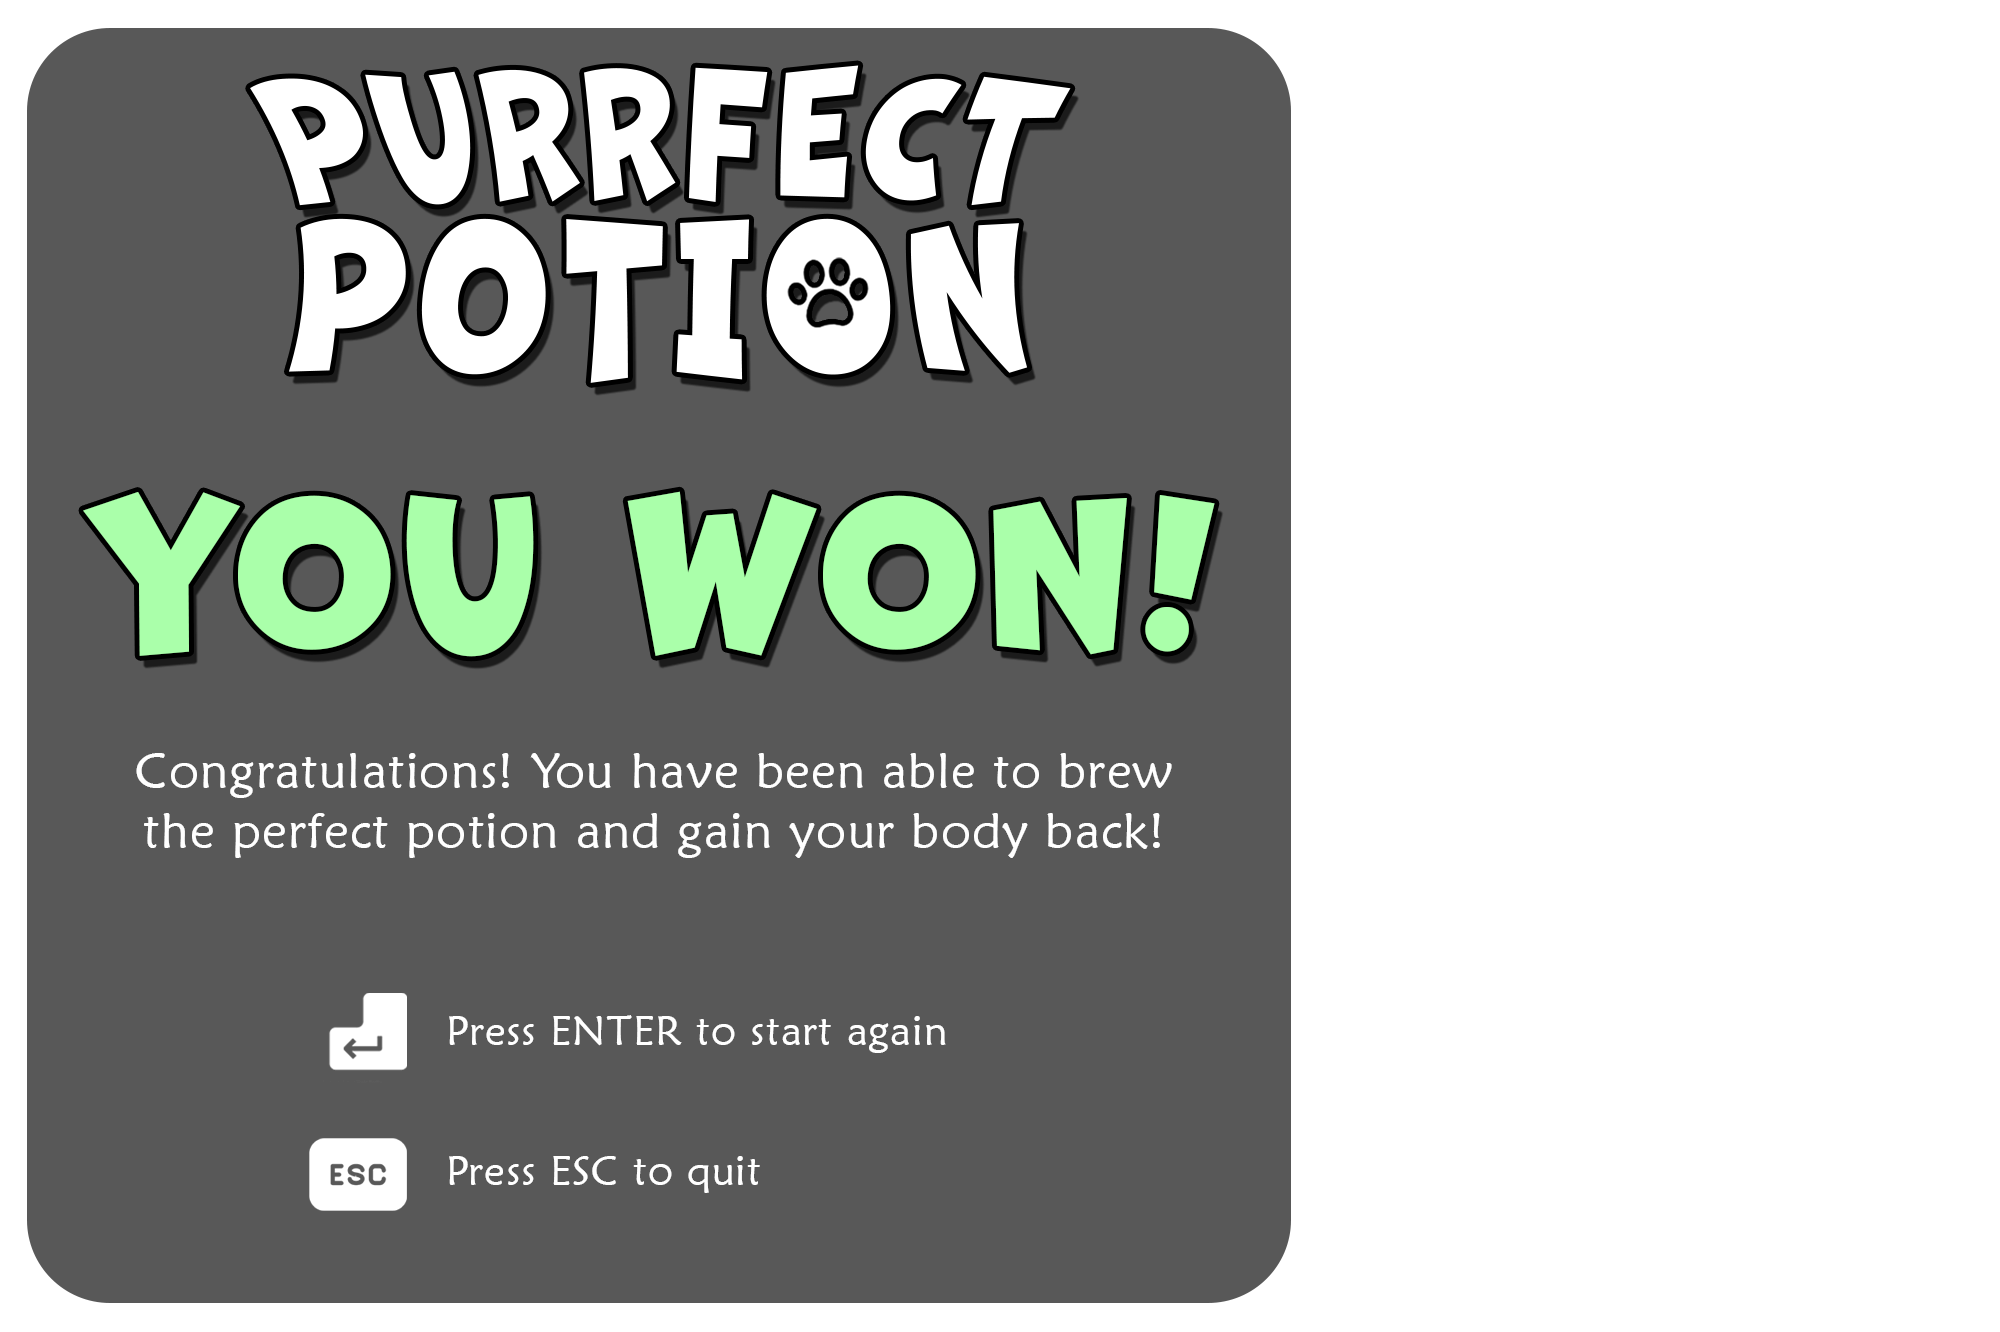 PURRFECT
POTION
YOU WON!
Congratulations! You have been able to brew
the perfect potion and gain your body back!
Press ENTER to start again
ESC Press ESC to quit